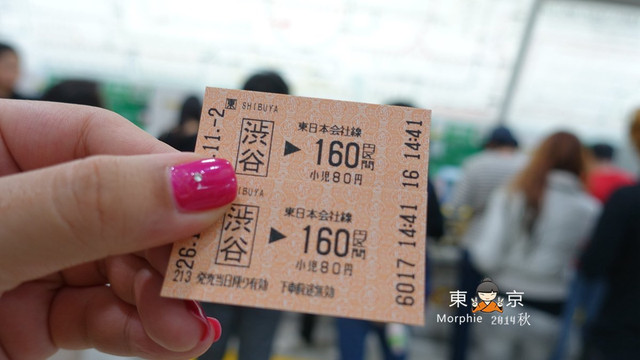 東 SHIBUYA
渋谷 ▶ 東日本会社線
160円区間
小児80円
11.-2
16 14:41
SHIBUYA
渋谷 ▶ 東日本会社線
160円区間
小児80円
26.
6017 14:41
213 発売当日限り有効 下車前途無効
東京
Morphie 2014秋